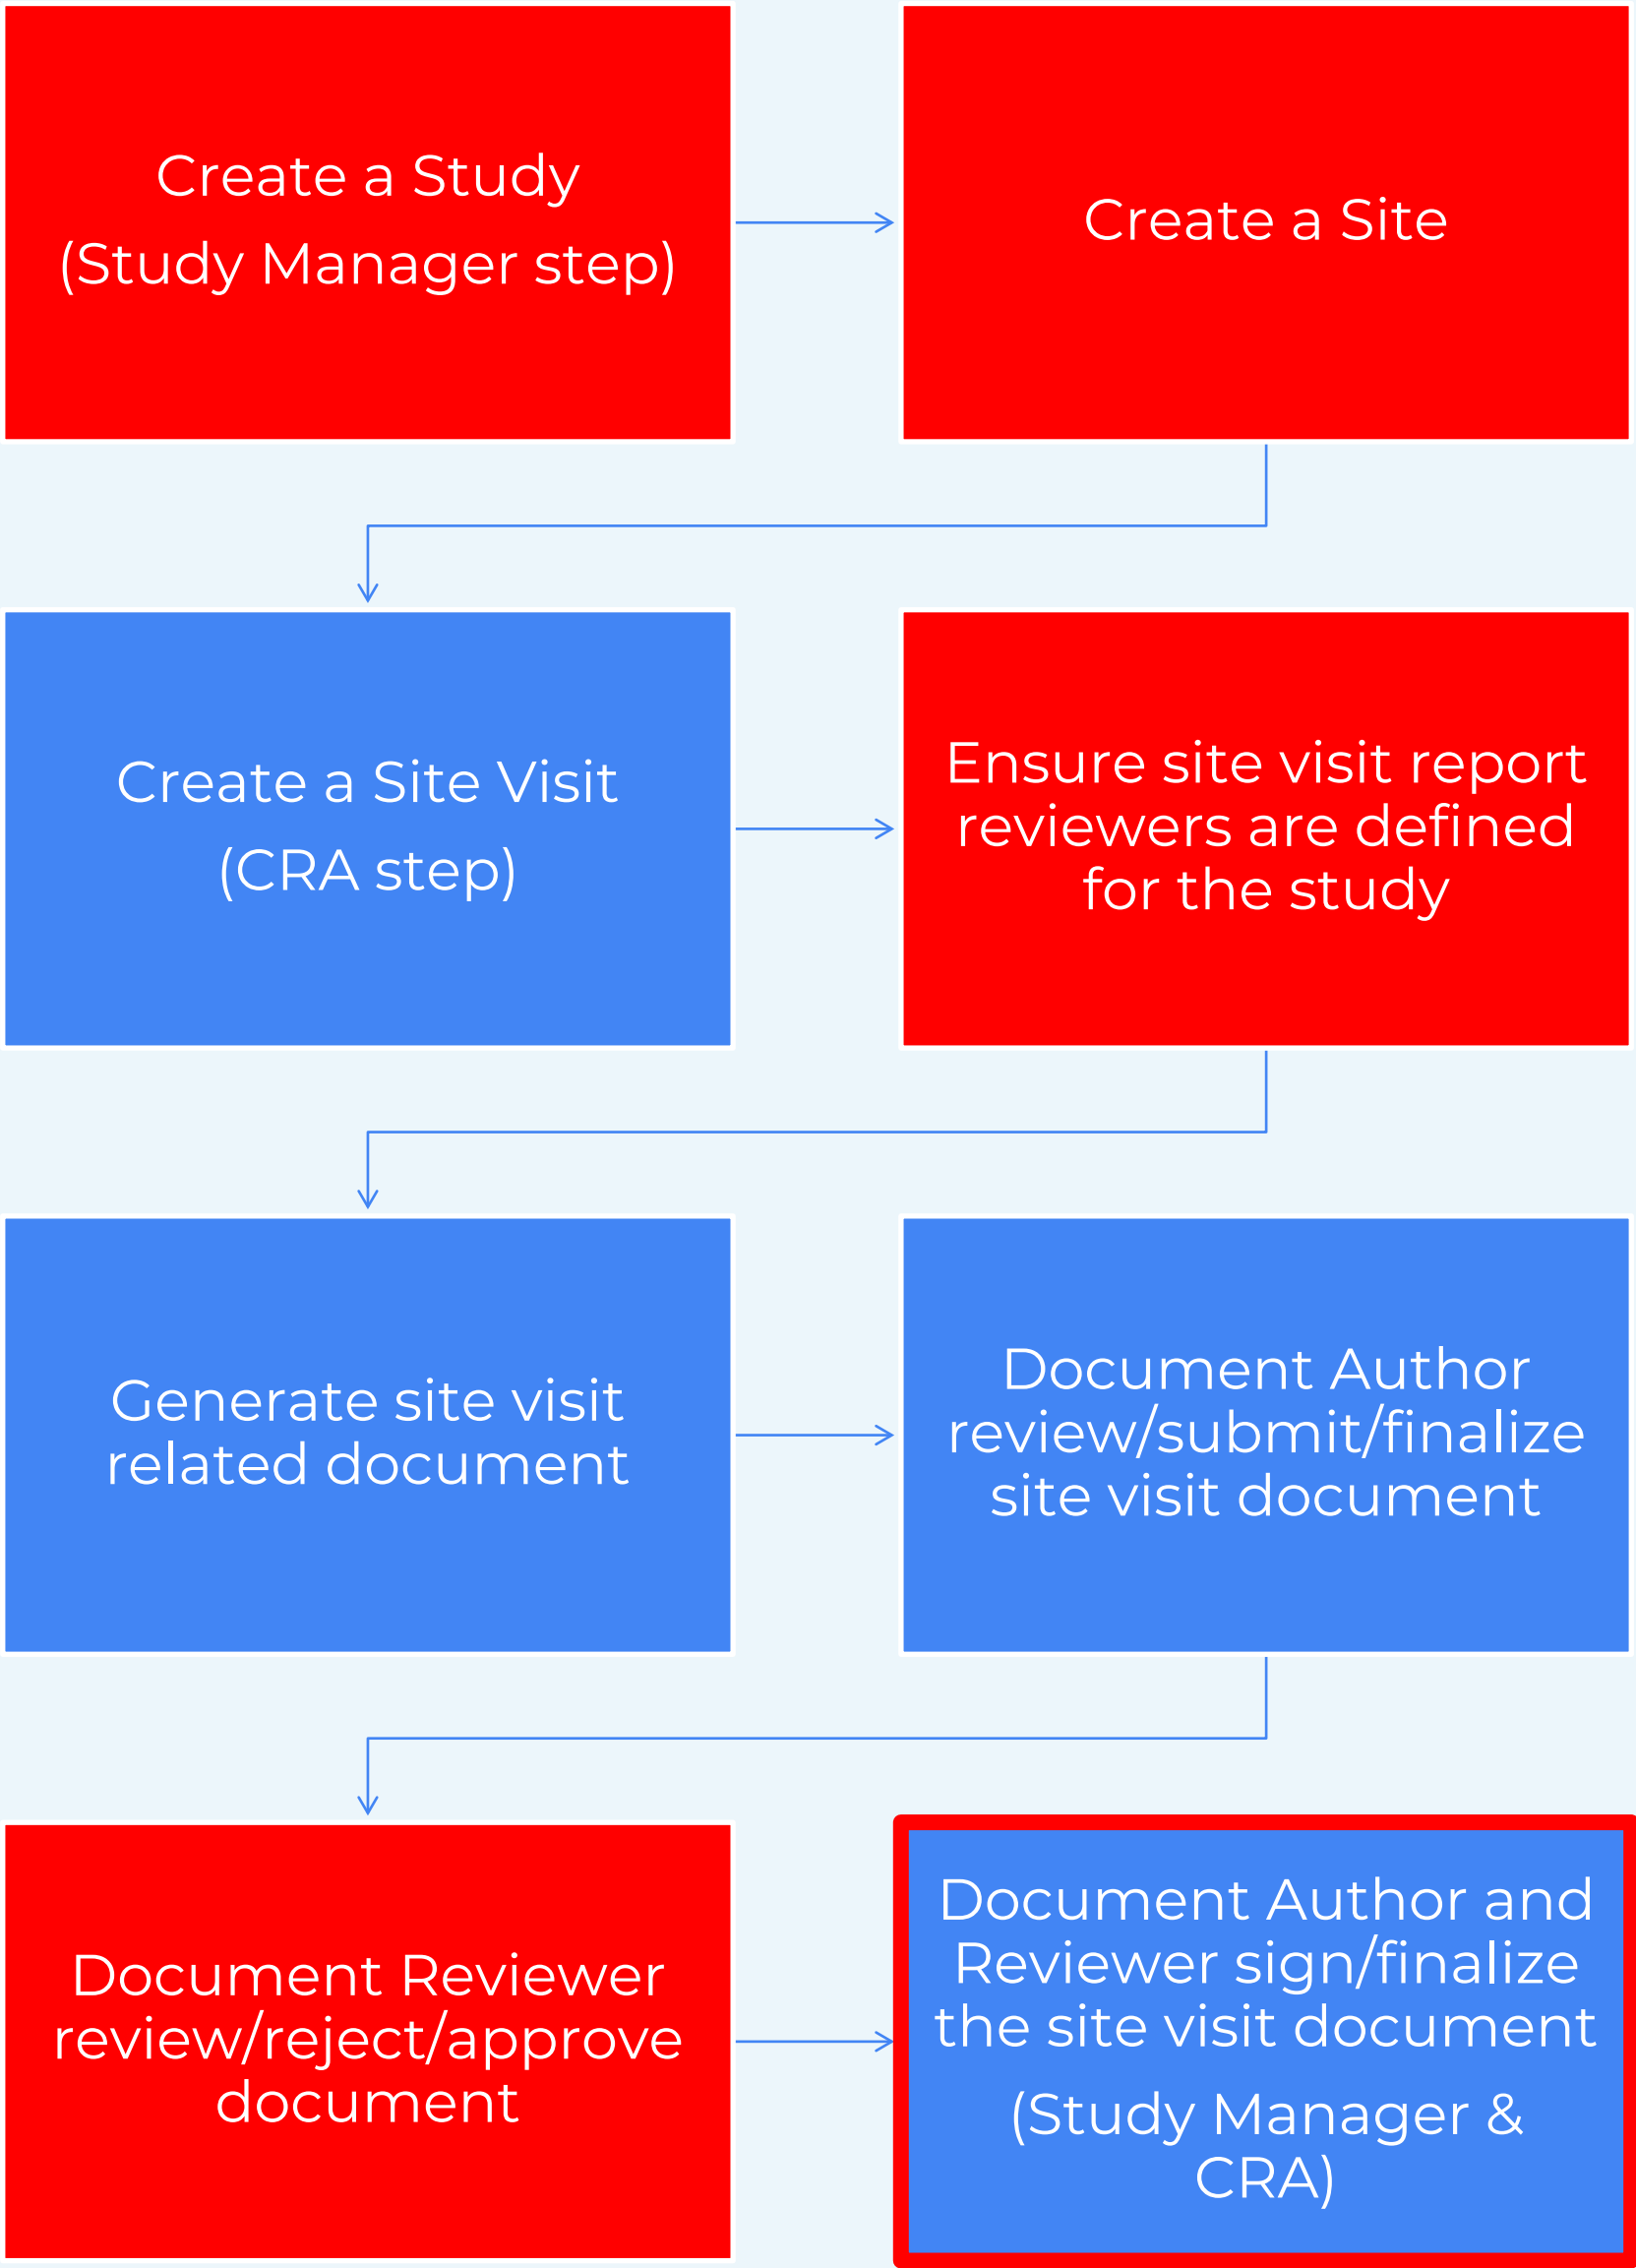 Create a Study
(Study Manager step)
Create a Site
Create a Site Visit
(CRA step)
Ensure site visit report
reviewers are defined
for the study
Generate site visit
related document
Document Author
review/submit/finalize
site visit document
Document Reviewer
review/reject/approve
document
Document Author and
Reviewer sign/finalize
the site visit document
(Study Manager &
CRA)